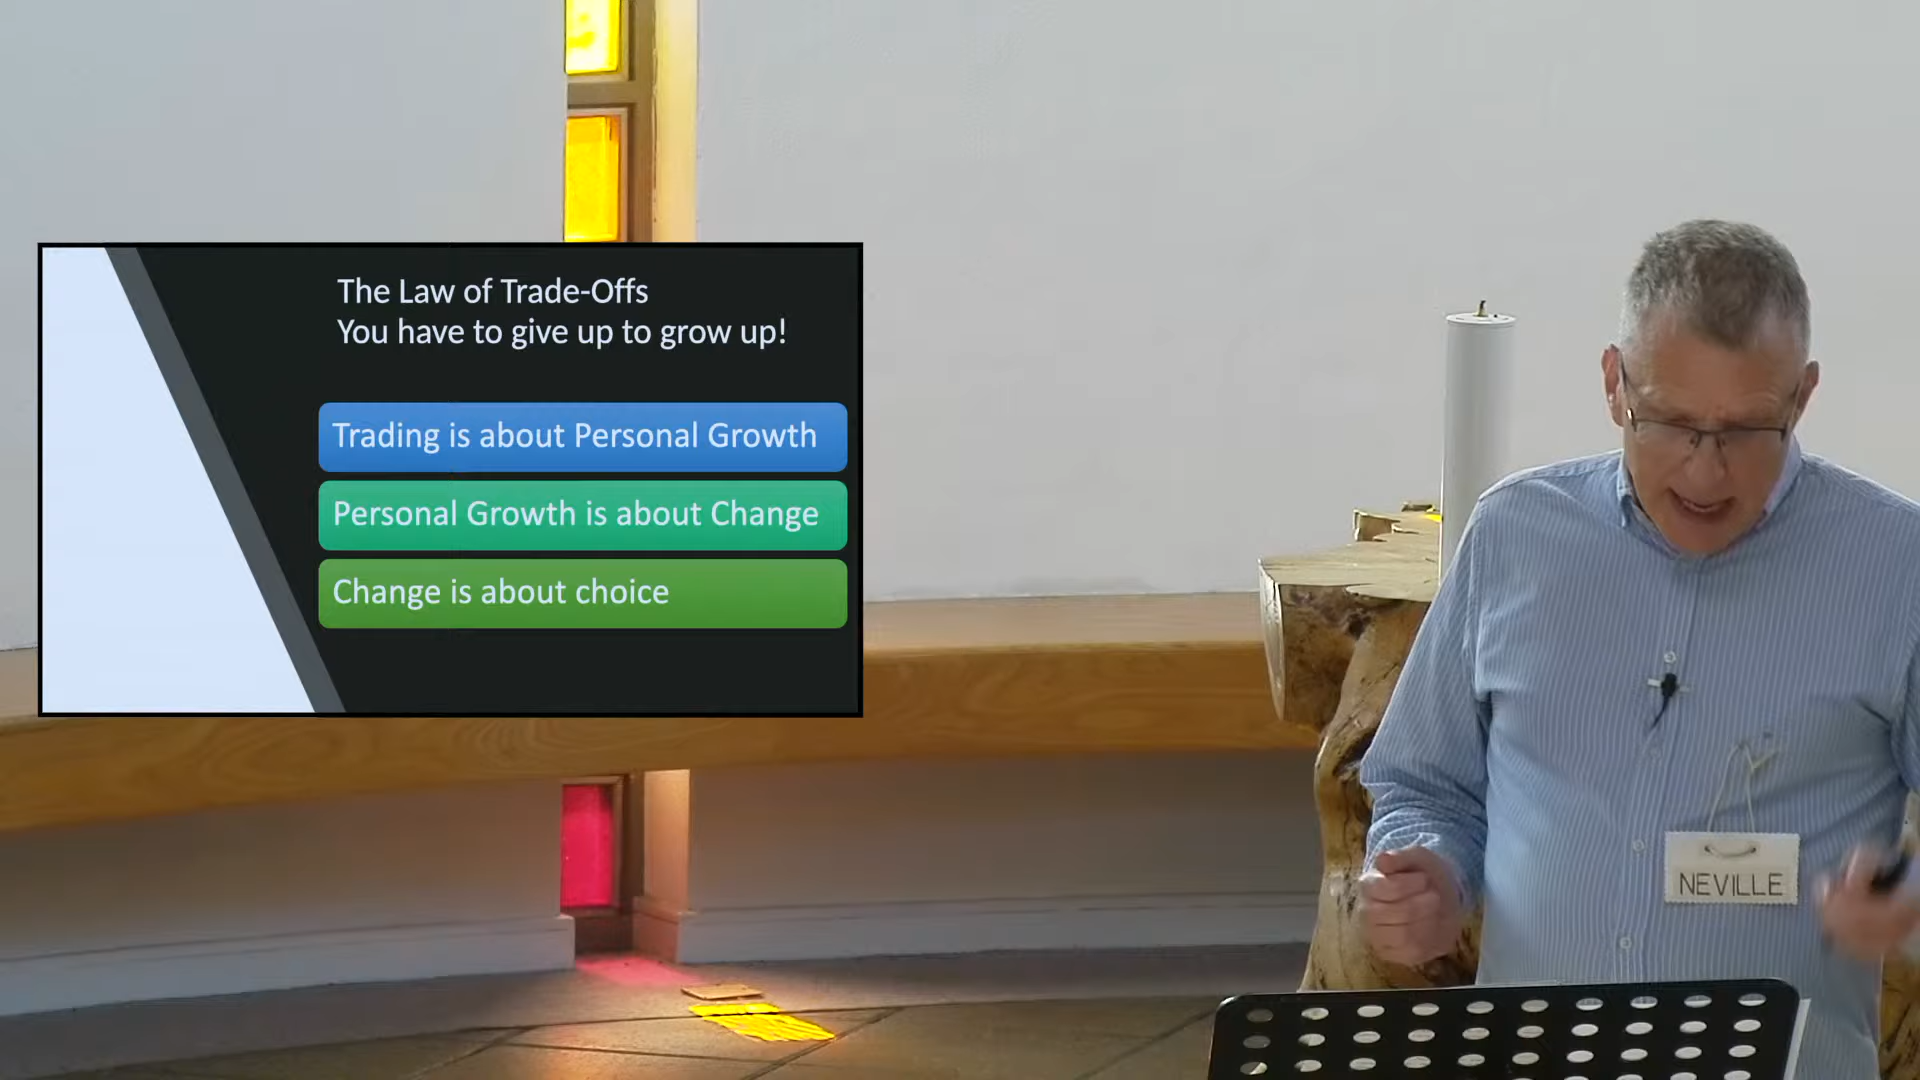 The Law of Trade-Offs
You have to give up to grow up!
Trading is about Personal Growth
Personal Growth is about Change
Change is about choice
NEVILLE